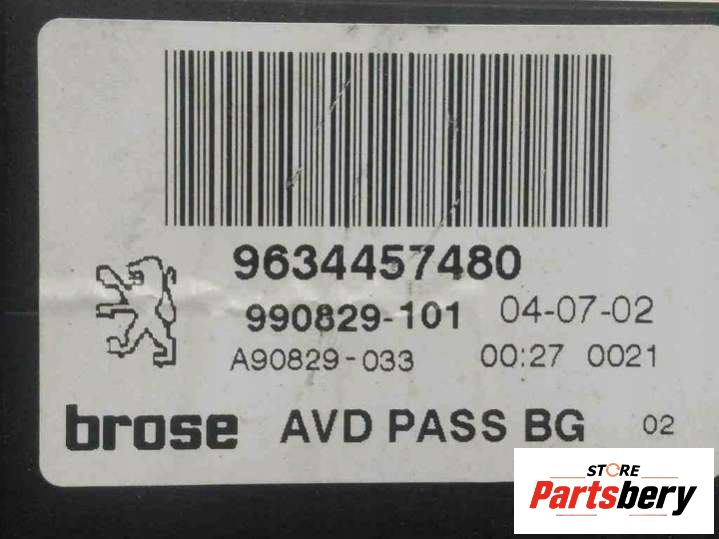 9634457480
990829-101 04-07-02
A90829-033 00:27 0021
brose AVD PASS BG 02
STORE
Partsbery